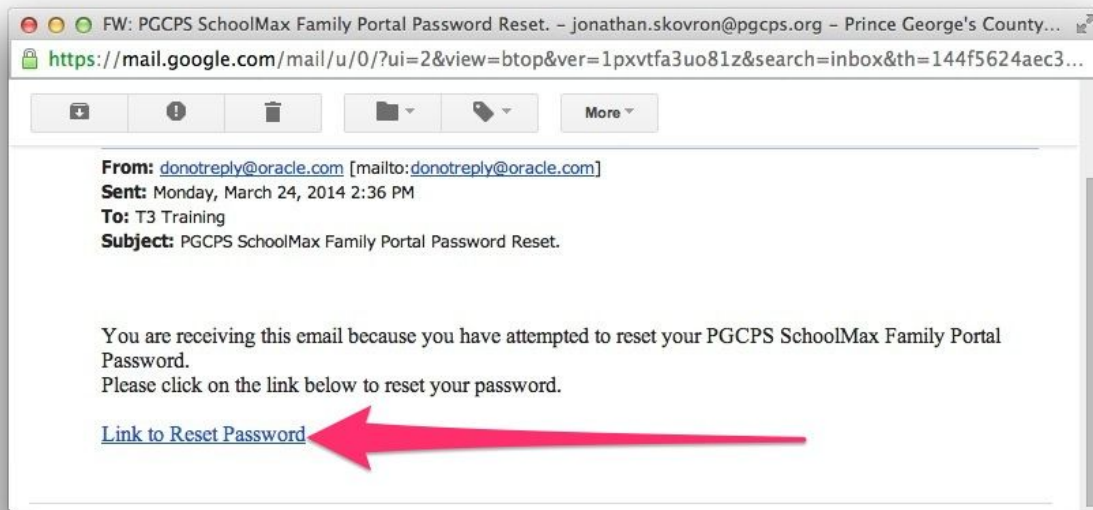 FW: PGCPS SchoolMax Family Portal Password Reset. – jonathan.skovron@pgcps.org – Prince George's County...
https://mail.google.com/mail/u/0/?ui=2&view=btop&ver=1pxvtfa3uo81z&search=inbox&th=144f5624aec3...
More
From: donotreply@oracle.com [mailto:donotreply@oracle.com]
Sent: Monday, March 24, 2014 2:36 PM
To: T3 Training
Subject: PGCPS SchoolMax Family Portal Password Reset.
You are receiving this email because you have attempted to reset your PGCPS SchoolMax Family Portal
Password.
Please click on the link below to reset your password.
Link to Reset Password